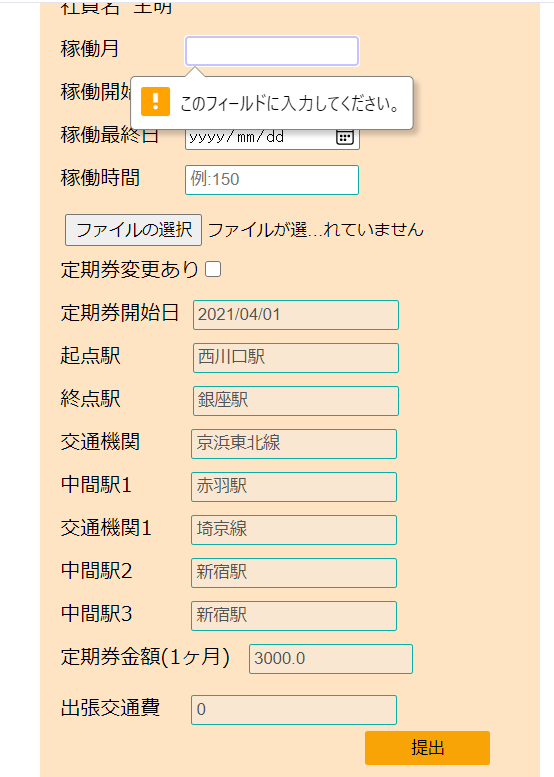 社員名 王明
稼働月
このフィールドに入力してください。
稼働開始
稼働最終日 yyyy/mm/dd
稼働時間 例:150
ファイルの選択 ファイルが選...れていません
定期券変更あり
定期券開始日 2021/04/01
起点駅 西川口駅
終点駅 銀座駅
交通機関 京浜東北線
中間駅1 赤羽駅
交通機関1 埼京線
中間駅2 新宿駅
中間駅3 新宿駅
定期券金額(1ヶ月) 3000.0
出張交通費 0
提出